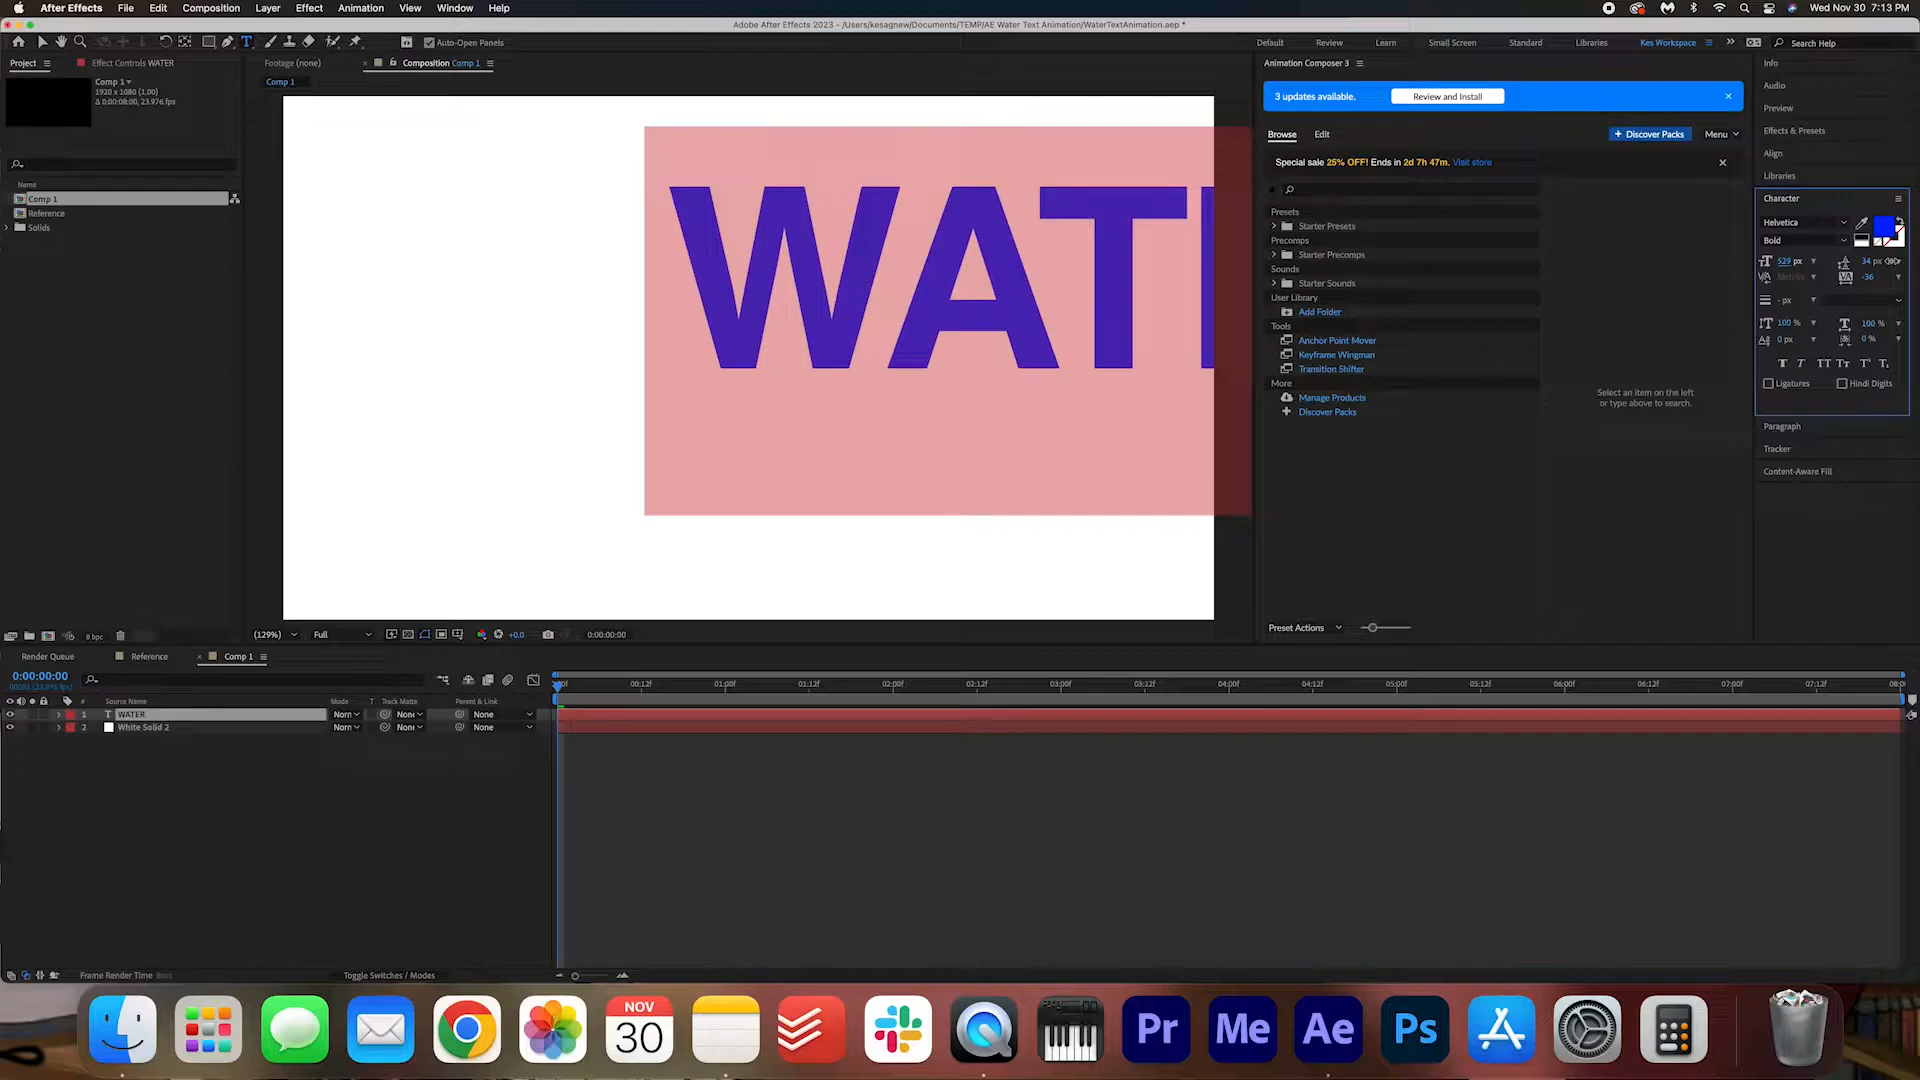 After Effects File Edit Composition Layer Effect Animation View Window Help
Wed Nov 30 7:13 PM
Adobe After Effects 2023 - /Users/kesagnew/Documents/TEMP/AE Water Text Animation/WaterTextAnimation.aep *
Auto-Open Panels
Default Review Learn Small Screen Standard Libraries Kes Workspace Search Help
Project Effect Controls WATER
Footage (none) Composition Comp 1
Comp 1
Comp 1
1920 x 1080 (1.00)
Δ 0:00:08:00, 23.976 fps
Name
Comp 1
Reference
Solids
8 bpc
WATE
(129%) Full +0.0 0:00:00:00
Animation Composer 3
3 updates available. Review and Install
Browse Edit + Discover Packs Menu
Special sale 25% OFF! Ends in 2d 7h 47m. Visit store
Presets
Starter Presets
Precomps
Starter Precomps
Sounds
Starter Sounds
User Library
Add Folder
Tools
Anchor Point Mover
Keyframe Wingman
Transition Shifter
More
Manage Products
Discover Packs
Select an item on the left
or type above to search.
Preset Actions
Info
Audio
Preview
Effects & Presets
Align
Libraries
Character
Helvetica
Bold
529 px 34 px
Metrics -36
- px
100 % 100 %
0 px 0 %
Ligatures Hindi Digits
Paragraph
Tracker
Content-Aware Fill
Render Queue Reference Comp 1
0:00:00:00
# Source Name Mode T Track Matte Parent & Link
1 T WATER Norm None None
2 White Solid 2 Norm None None
00:12f 01:00f 01:12f 02:00f 02:12f 03:00f 03:12f 04:00f 04:12f 05:00f 05:12f 06:00f 06:12f 07:00f 07:12f
Frame Render Time 8ms Toggle Switches / Modes
NOV
30
Pr
Me
Ae
Ps